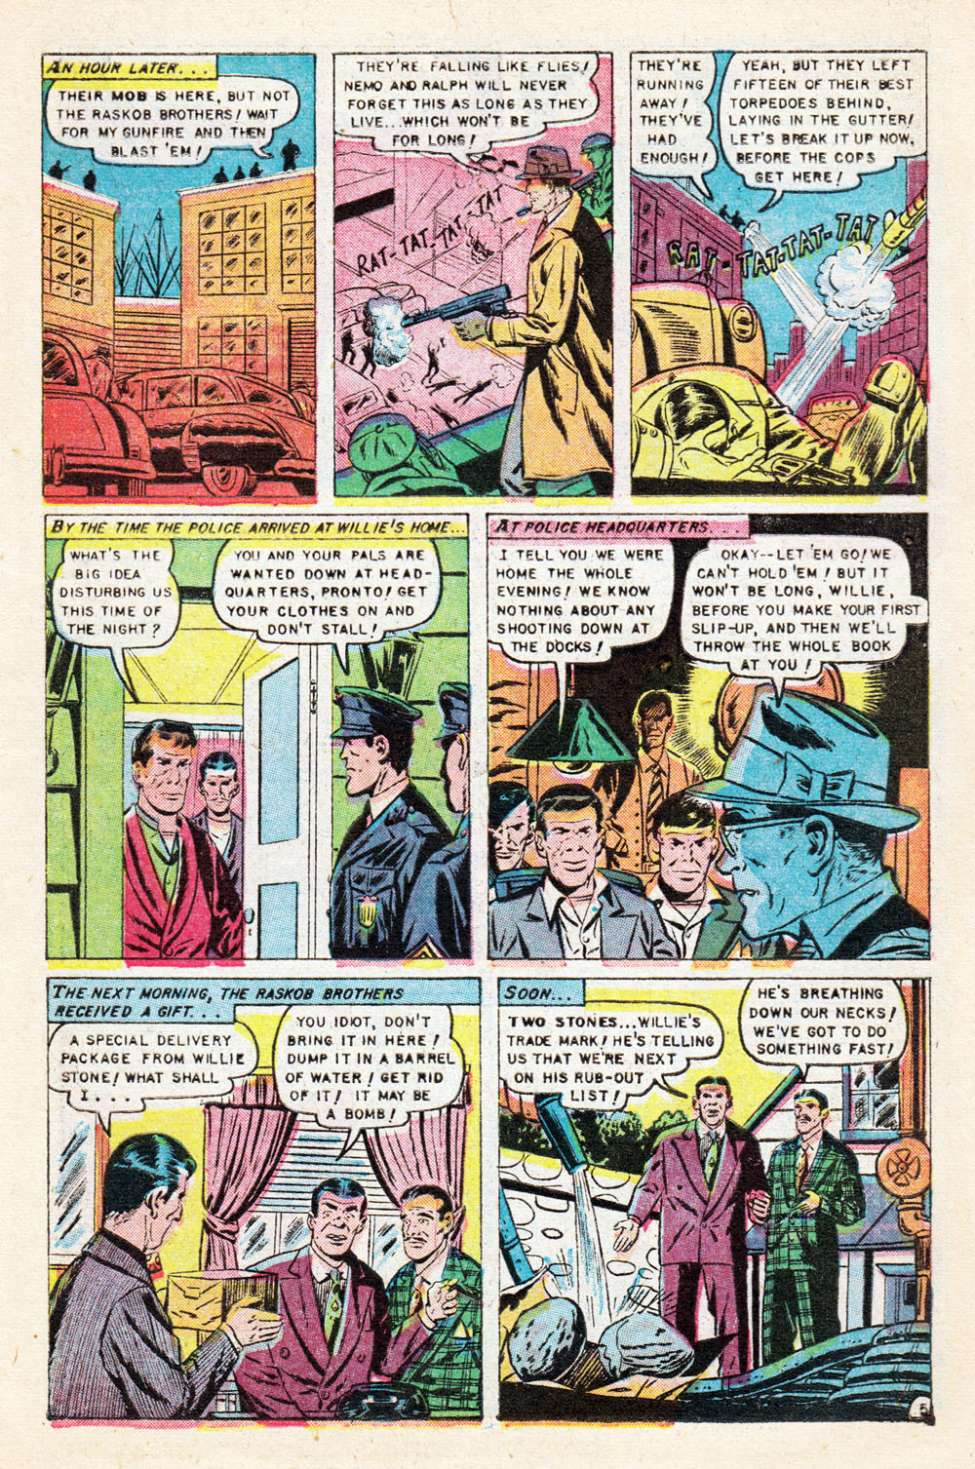 AN HOUR LATER...
THEIR MOB IS HERE, BUT NOT
THE RASKOB BROTHERS! WAIT
FOR MY GUNFIRE AND THEN
BLAST 'EM!
THEY'RE FALLING LIKE FLIES!
NEMO AND RALPH WILL NEVER
FORGET THIS AS LONG AS THEY
LIVE...WHICH WON'T BE
FOR LONG!
RAT-TAT-TAT-TAT
THEY'RE
RUNNING
AWAY!
THEY'VE
HAD
ENOUGH!
YEAH, BUT THEY LEFT
FIFTEEN OF THEIR BEST
TORPEDOES BEHIND,
LAYING IN THE GUTTER!
LET'S BREAK IT UP NOW,
BEFORE THE COPS
GET HERE!
RAT-TAT-TAT-TAT
BY THE TIME THE POLICE ARRIVED AT WILLIE'S HOME...
WHAT'S THE
BIG IDEA
DISTURBING US
THIS TIME OF
THE NIGHT?
YOU AND YOUR PALS ARE
WANTED DOWN AT HEAD-
QUARTERS, PRONTO! GET
YOUR CLOTHES ON AND
DON'T STALL!
AT POLICE HEADQUARTERS...
I TELL YOU WE WERE
HOME THE WHOLE
EVENING! WE KNOW
NOTHING ABOUT ANY
SHOOTING DOWN AT
THE DOCKS!
OKAY--LET 'EM GO! WE
CAN'T HOLD 'EM! BUT IT
WON'T BE LONG, WILLIE,
BEFORE YOU MAKE YOUR FIRST
SLIP-UP, AND THEN WE'LL
THROW THE WHOLE BOOK
AT YOU!
THE NEXT MORNING, THE RASKOB BROTHERS
RECEIVED A GIFT...
A SPECIAL DELIVERY
PACKAGE FROM WILLIE
STONE! WHAT SHALL
I...
YOU IDIOT, DON'T
BRING IT IN HERE!
DUMP IT IN A BARREL
OF WATER! GET RID
OF IT! IT MAY BE
A BOMB!
SOON...
TWO STONES...WILLIE'S
TRADE MARK! HE'S TELLING
US THAT WE'RE NEXT
ON HIS RUB-OUT
LIST!
HE'S BREATHING
DOWN OUR NECKS!
WE'VE GOT TO DO
SOMETHING FAST!
5